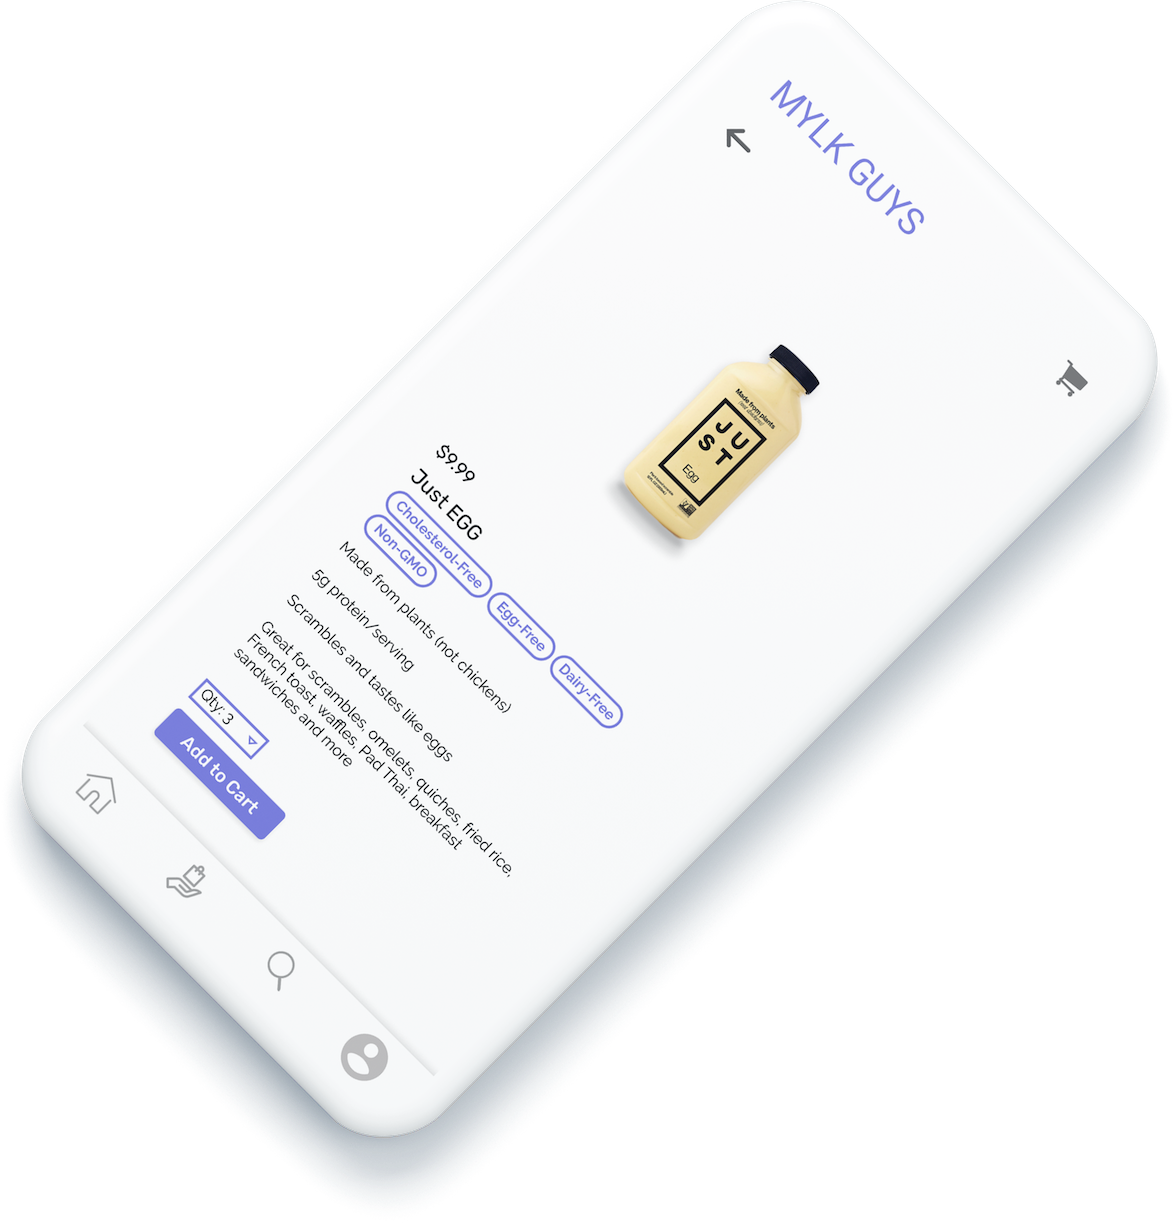 MYLK GUYS
Made from plants
(not chickens)
JU
ST
Egg
$9.99
Just EGG
Cholesterol-Free Egg-Free Dairy-Free
Non-GMO
Made from plants (not chickens)
5g protein/serving
Scrambles and tastes like eggs
Great for scrambles, omelets, quiches, fried rice,
French toast, waffles, Pad Thai, breakfast
sandwiches and more
Qty: 3
Add to Cart